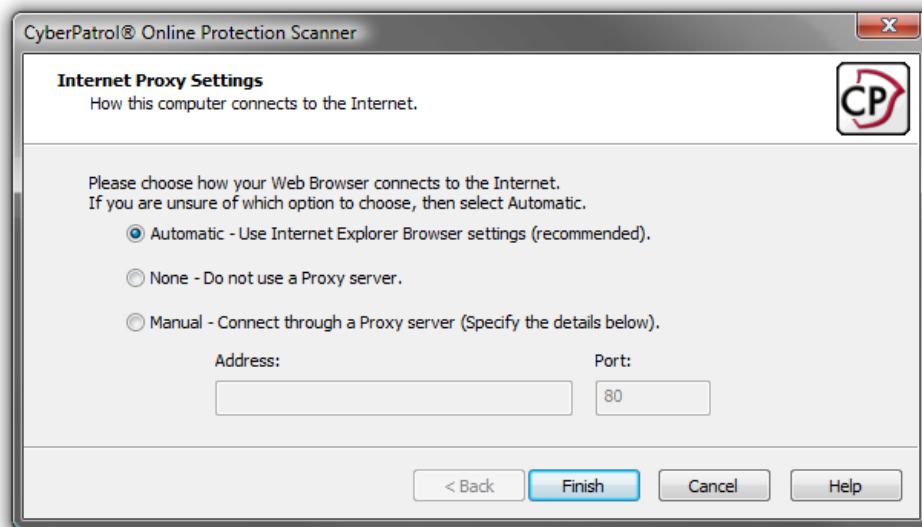 CyberPatrol® Online Protection Scanner
X
Internet Proxy Settings
How this computer connects to the Internet.
CP
Please choose how your Web Browser connects to the Internet.
If you are unsure of which option to choose, then select Automatic.
Automatic - Use Internet Explorer Browser settings (recommended).
None - Do not use a Proxy server.
Manual - Connect through a Proxy server (Specify the details below).
Address: Port:
80
< Back Finish Cancel Help